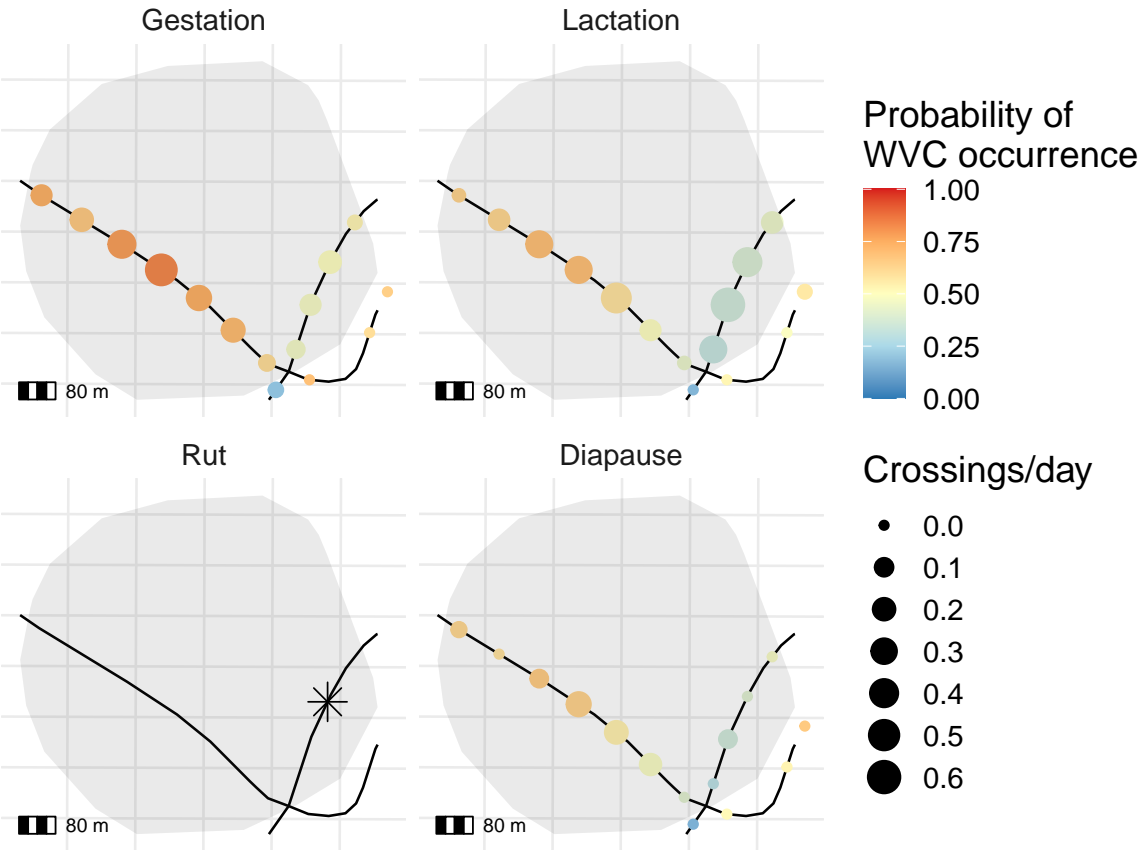 Gestation
Lactation
80 m
80 m
Rut
Diapause
80 m
80 m
Probability of
WVC occurrence
1.00
0.75
0.50
0.25
0.00
Crossings/day
0.0
0.1
0.2
0.3
0.4
0.5
0.6